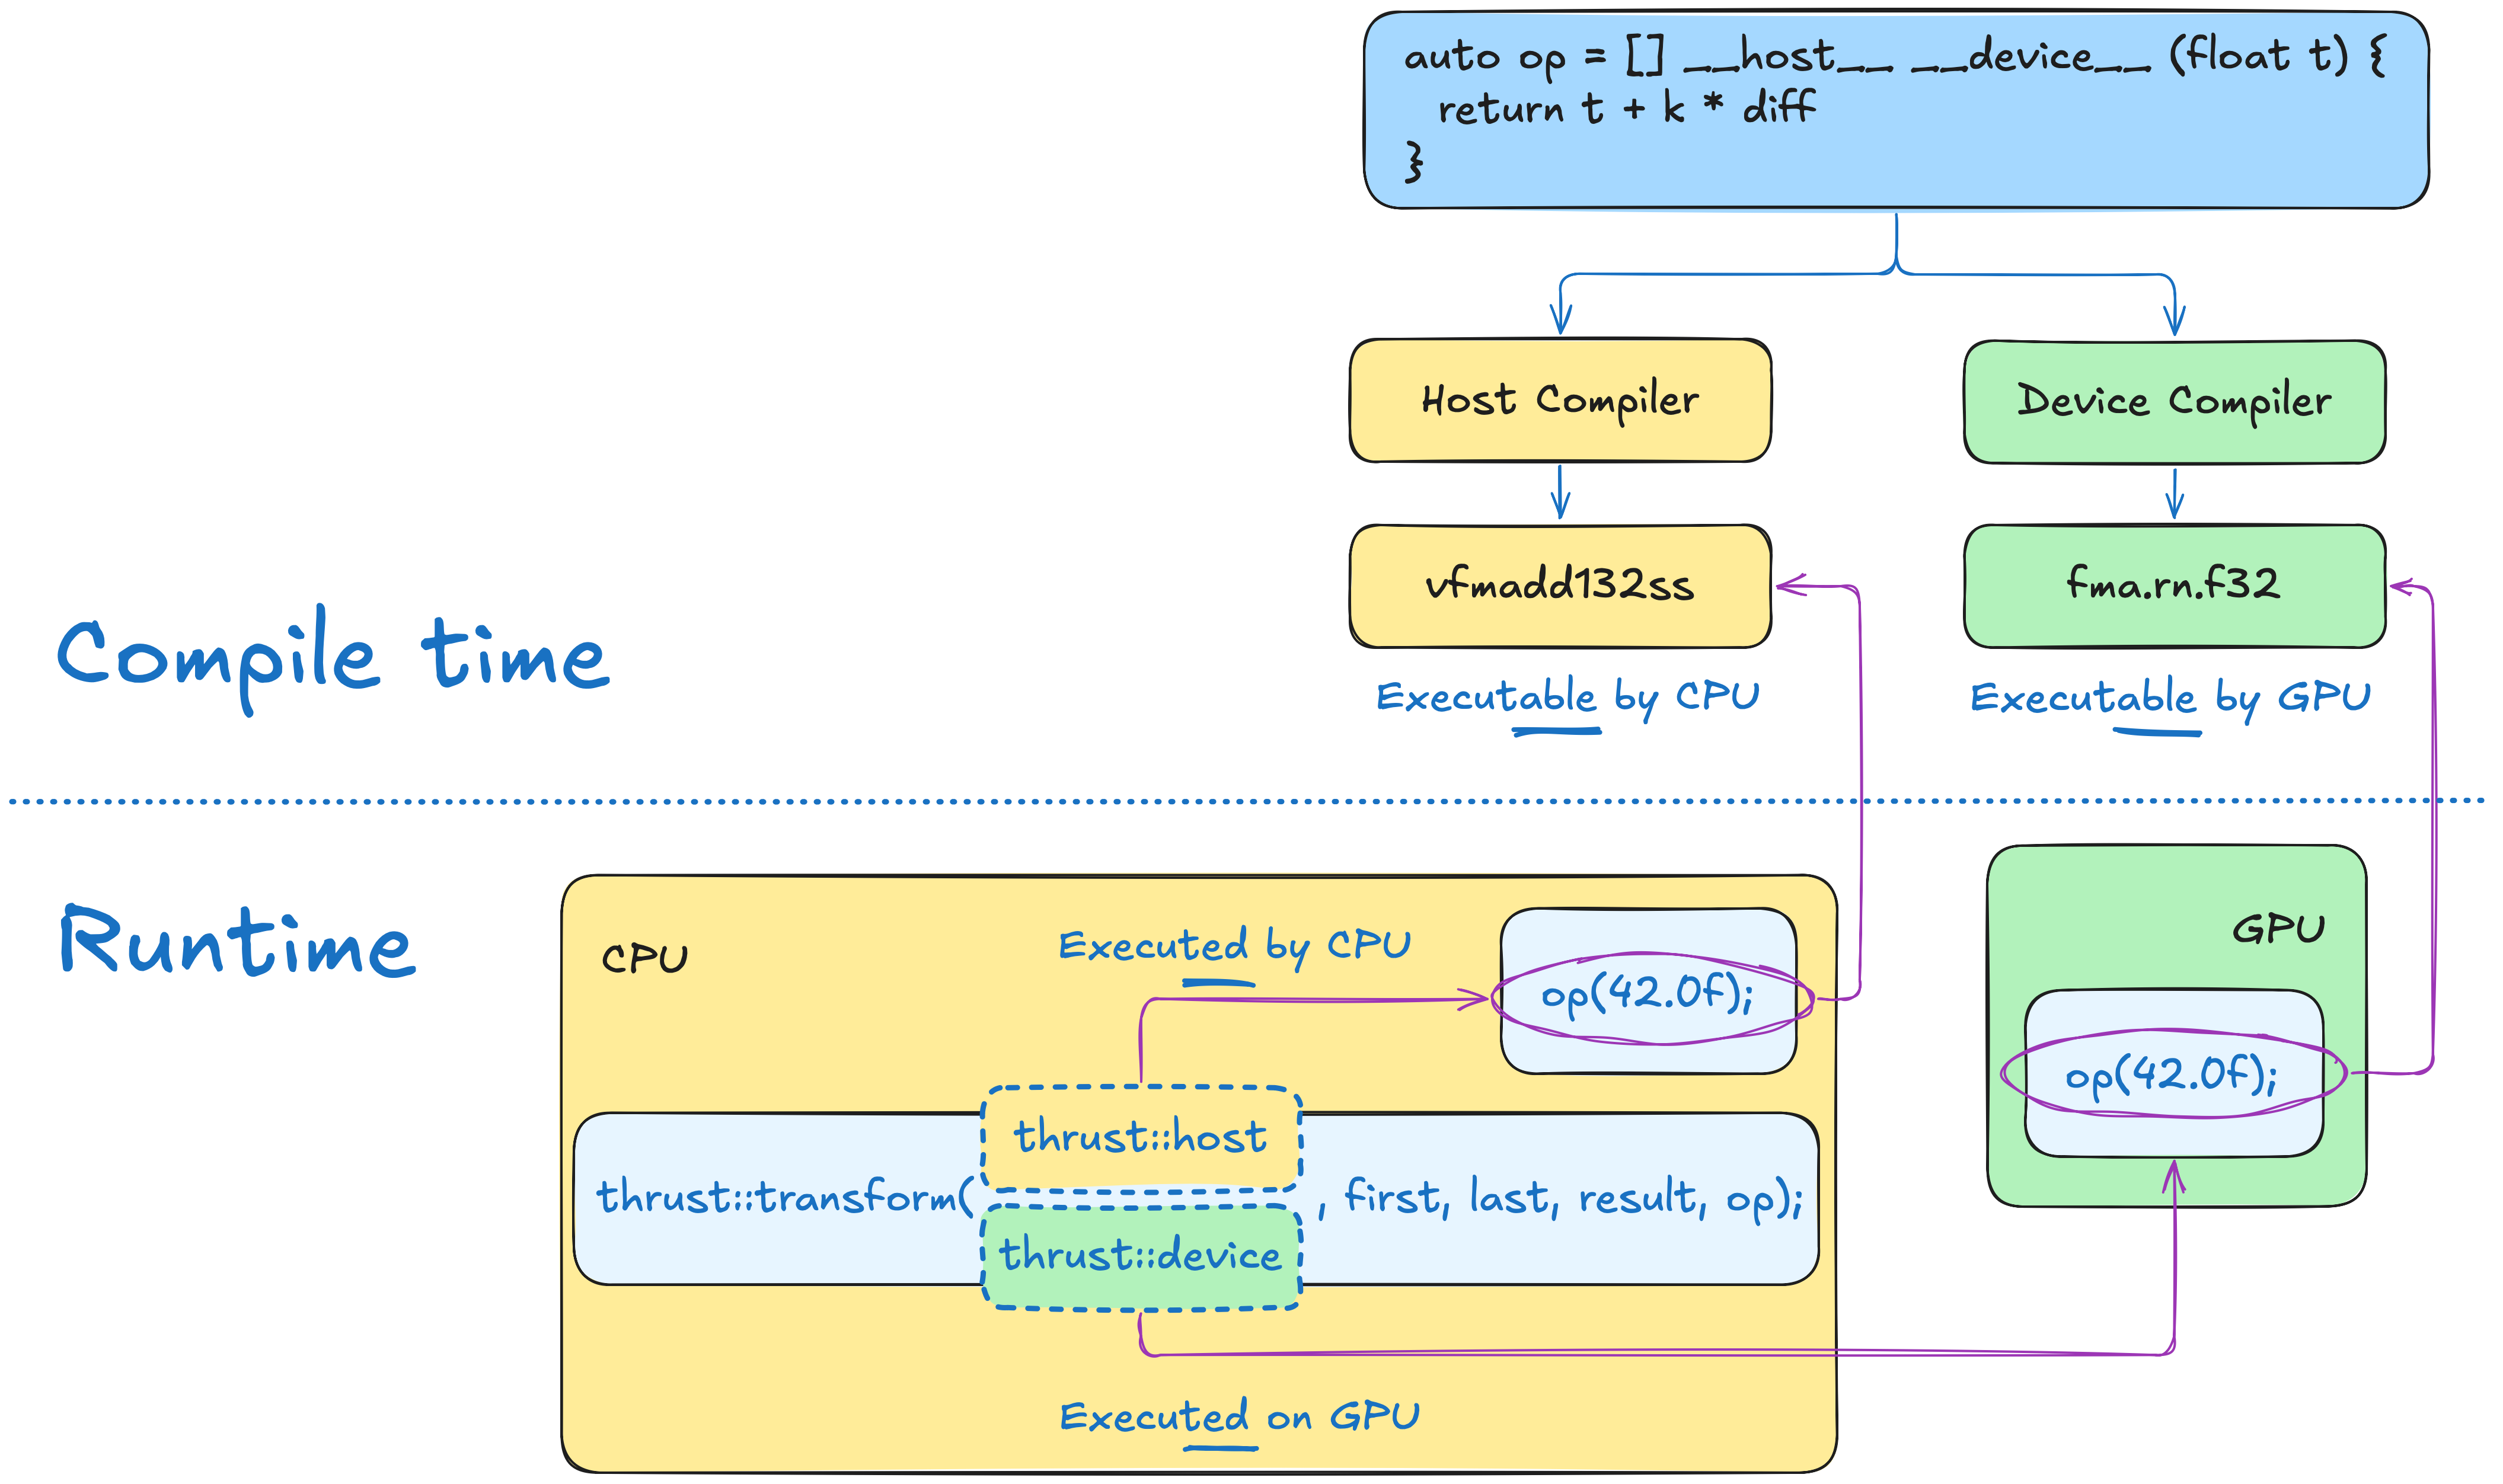 auto op = [] __host__ __device__ (float t) {
return t + k * diff
}
Host Compiler
Device Compiler
vfmadd132ss
fma.rn.f32
Compile time
Executable by CPU
Executable by GPU
Runtime
CPU
Executed by CPU
op(42.0f);
GPU
op(42.0f);
thrust::host
thrust::transform(
, first, last, result, op);
thrust::device
Executed on GPU